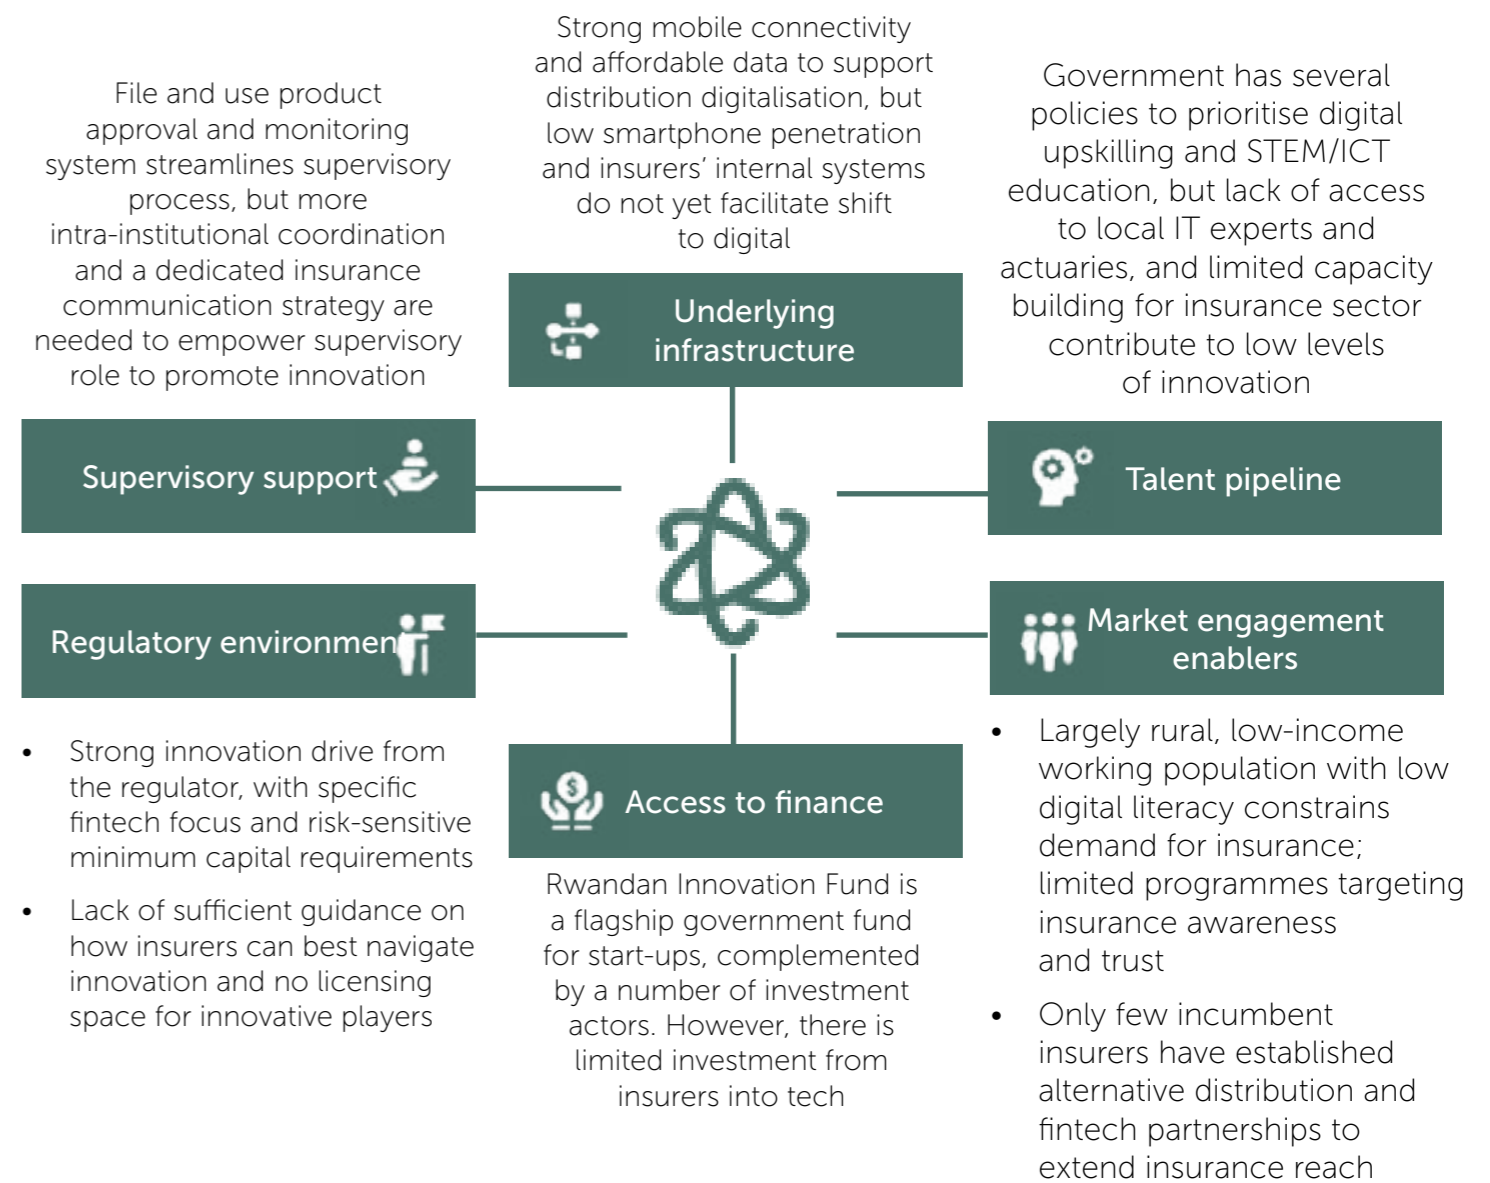 File and use product
approval and monitoring
system streamlines supervisory
process, but more
intra-institutional coordination
and a dedicated insurance
communication strategy are
needed to empower supervisory
role to promote innovation
Supervisory support
Strong mobile connectivity
and affordable data to support
distribution digitalisation, but
low smartphone penetration
and insurers' internal systems
do not yet facilitate shift
to digital
Underlying
infrastructure
Government has several
policies to prioritise digital
upskilling and STEM/ICT
education, but lack of access
to local IT experts and
actuaries, and limited capacity
building for insurance sector
contribute to low levels
of innovation
Talent pipeline
Regulatory environmen
• Strong innovation drive from
the regulator, with specific
fintech focus and risk-sensitive
minimum capital requirements
• Lack of sufficient guidance on
how insurers can best navigate
innovation and no licensing
space for innovative players
Access to finance
Rwandan Innovation Fund is
a flagship government fund
for start-ups, complemented
by a number of investment
actors. However, there is
limited investment from
insurers into tech
Market engagement
enablers
• Largely rural, low-income
working population with low
digital literacy constrains
demand for insurance;
limited programmes targeting
insurance awareness
and trust
• Only few incumbent
insurers have established
alternative distribution and
fintech partnerships to
extend insurance reach